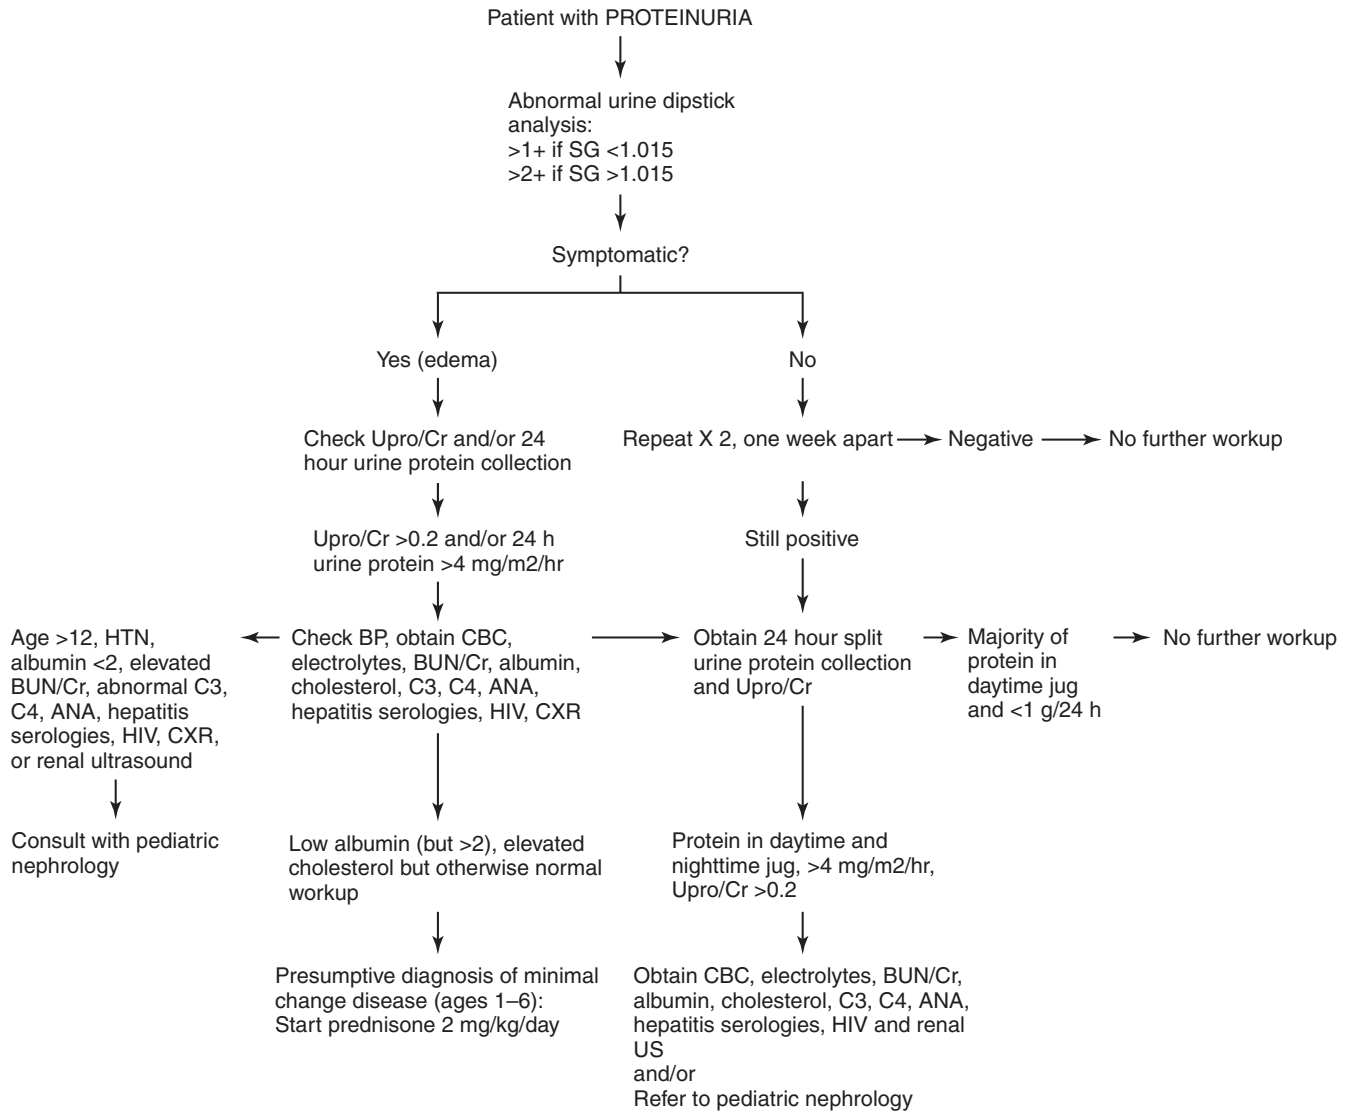 Patient with PROTEINURIA
Abnormal urine dipstick
analysis:
>1+ if SG <1.015
>2+ if SG >1.015
Symptomatic?
Yes (edema)
No
Check Upro/Cr and/or 24
hour urine protein collection
Repeat X 2, one week apart
Negative
No further workup
Upro/Cr >0.2 and/or 24 h
urine protein >4 mg/m2/hr
Still positive
Age >12, HTN,
albumin <2, elevated
BUN/Cr, abnormal C3,
C4, ANA, hepatitis
serologies, HIV, CXR,
or renal ultrasound
Check BP, obtain CBC,
electrolytes, BUN/Cr, albumin,
cholesterol, C3, C4, ANA,
hepatitis serologies, HIV, CXR
Obtain 24 hour split
urine protein collection
and Upro/Cr
Majority of
protein in
daytime jug
and <1 g/24 h
No further workup
Consult with pediatric
nephrology
Low albumin (but >2), elevated
cholesterol but otherwise normal
workup
Protein in daytime and
nighttime jug, >4 mg/m2/hr,
Upro/Cr >0.2
Presumptive diagnosis of minimal
change disease (ages 1–6):
Start prednisone 2 mg/kg/day
Obtain CBC, electrolytes, BUN/Cr,
albumin, cholesterol, C3, C4, ANA,
hepatitis serologies, HIV and renal
US
and/or
Refer to pediatric nephrology